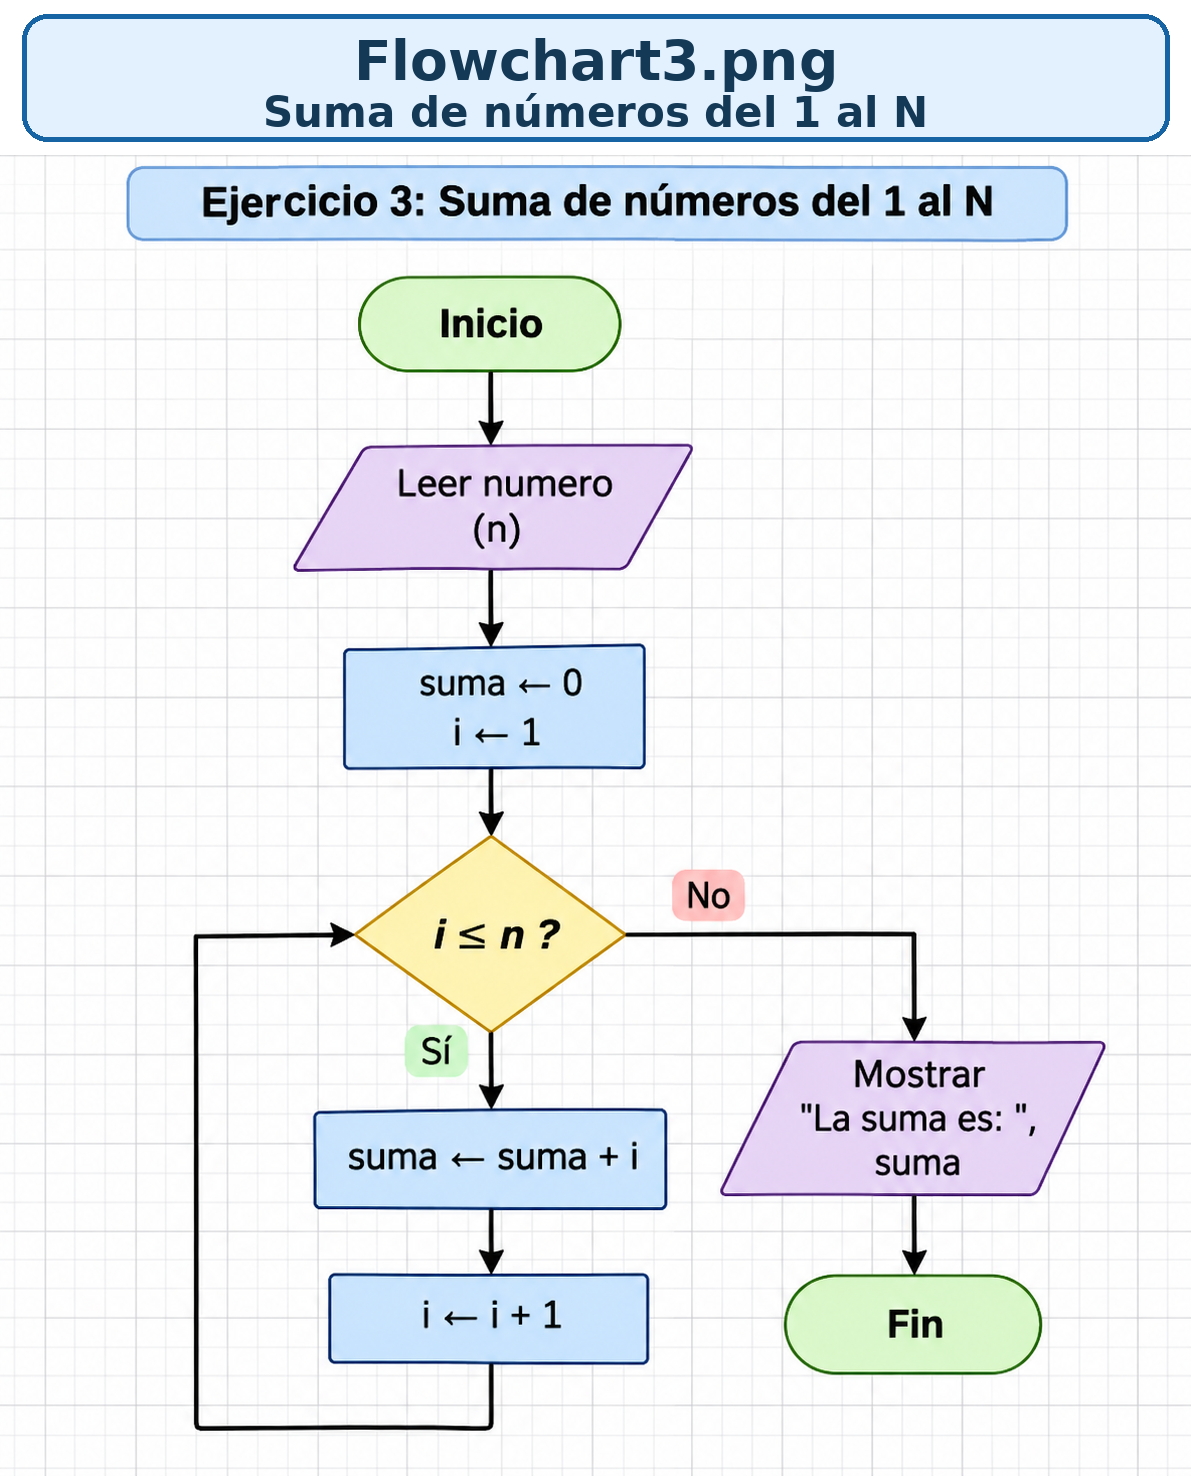 Flowchart3.png
Suma de números del 1 al N
Ejercicio 3: Suma de números del 1 al N
Inicio
Leer numero
(n)
suma ← 0
i ← 1
i ≤ n ?
No
Sí
suma ← suma + i
i ← i + 1
Mostrar
"La suma es: ",
suma
Fin